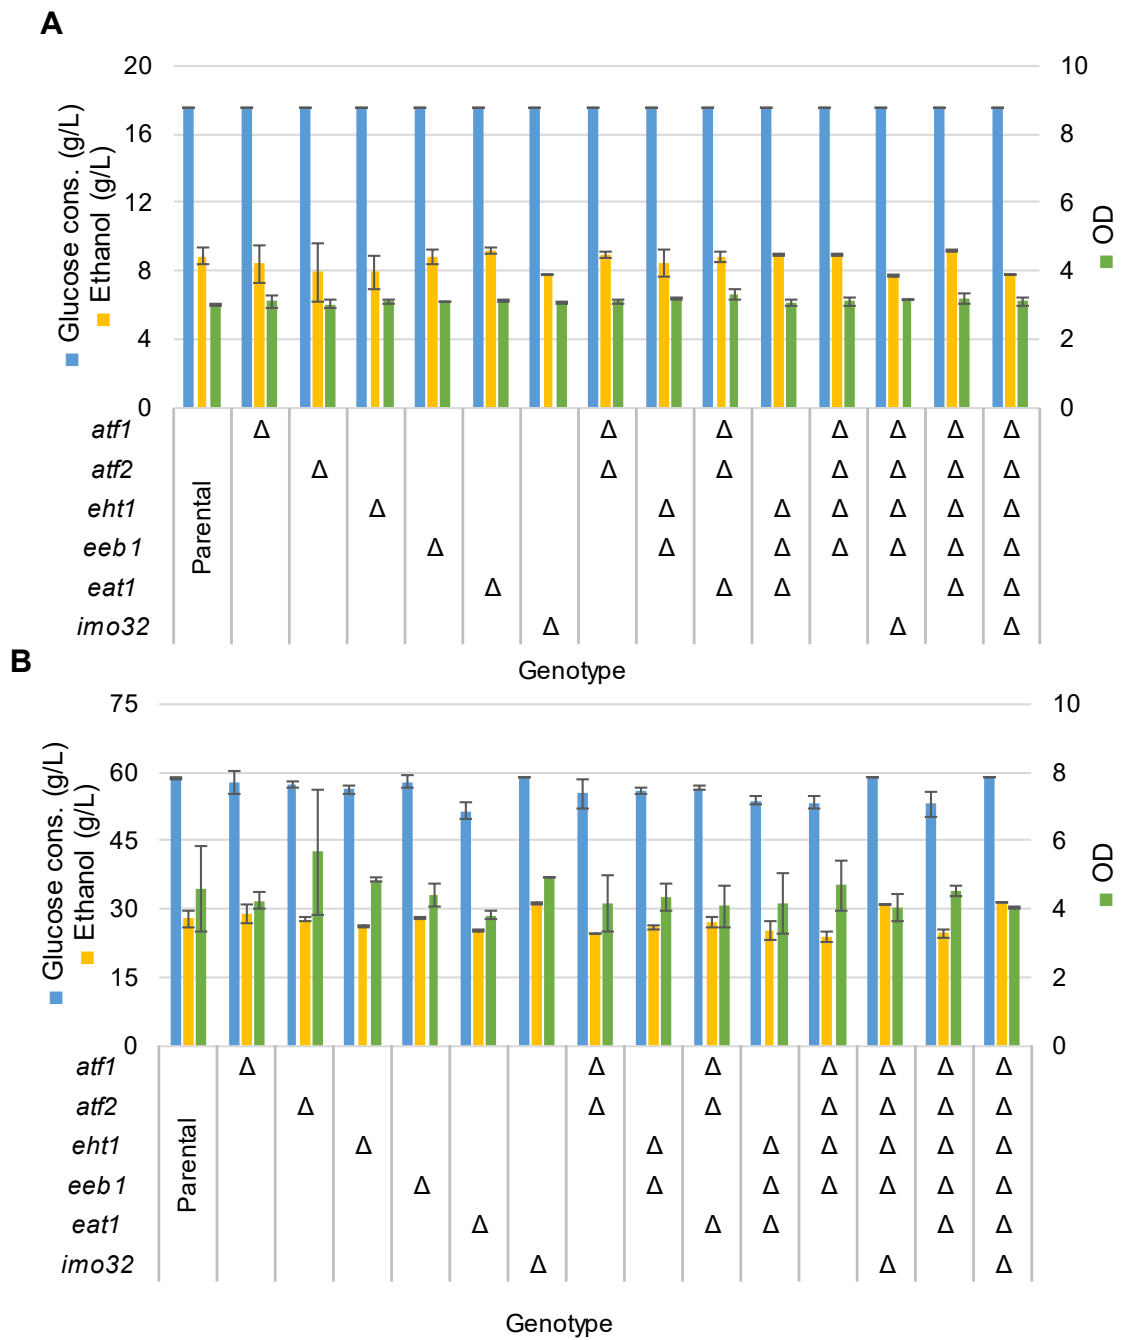 A
20 10
16 8
12 6
8 4
4 2
0 0
Glucose cons. (g/L)
Ethanol (g/L)
OD
atf1 Δ Δ Δ Δ Δ Δ Δ
atf2 Δ Δ Δ Δ Δ Δ Δ
eht1 Δ Δ Δ Δ Δ Δ Δ
eeb1 Δ Δ Δ Δ Δ Δ Δ
eat1 Δ Δ Δ Δ Δ
imo32 Δ Δ Δ
Parental
Genotype
B
75 10
60 8
45 6
30 4
15 2
0 0
Glucose cons. (g/L)
Ethanol (g/L)
OD
atf1 Δ Δ Δ Δ Δ Δ Δ
atf2 Δ Δ Δ Δ Δ Δ Δ
eht1 Δ Δ Δ Δ Δ Δ Δ
eeb1 Δ Δ Δ Δ Δ Δ Δ
eat1 Δ Δ Δ Δ Δ
imo32 Δ Δ Δ
Parental
Genotype